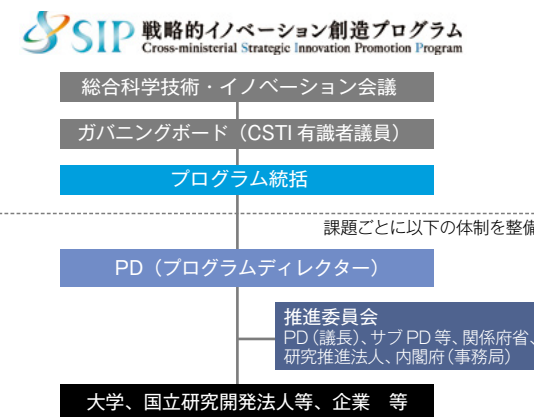 SIP 戦略的イノベーション創造プログラム
Cross-ministerial Strategic Innovation Promotion Program
総合科学技術・イノベーション会議
ガバニングボード（CSTI 有識者議員）
プログラム統括
課題ごとに以下の体制を整備
PD（プログラムディレクター）
推進委員会
PD（議長）、サブ PD 等、関係府省、
研究推進法人、内閣府（事務局）
大学、国立研究開発法人等、企業　等